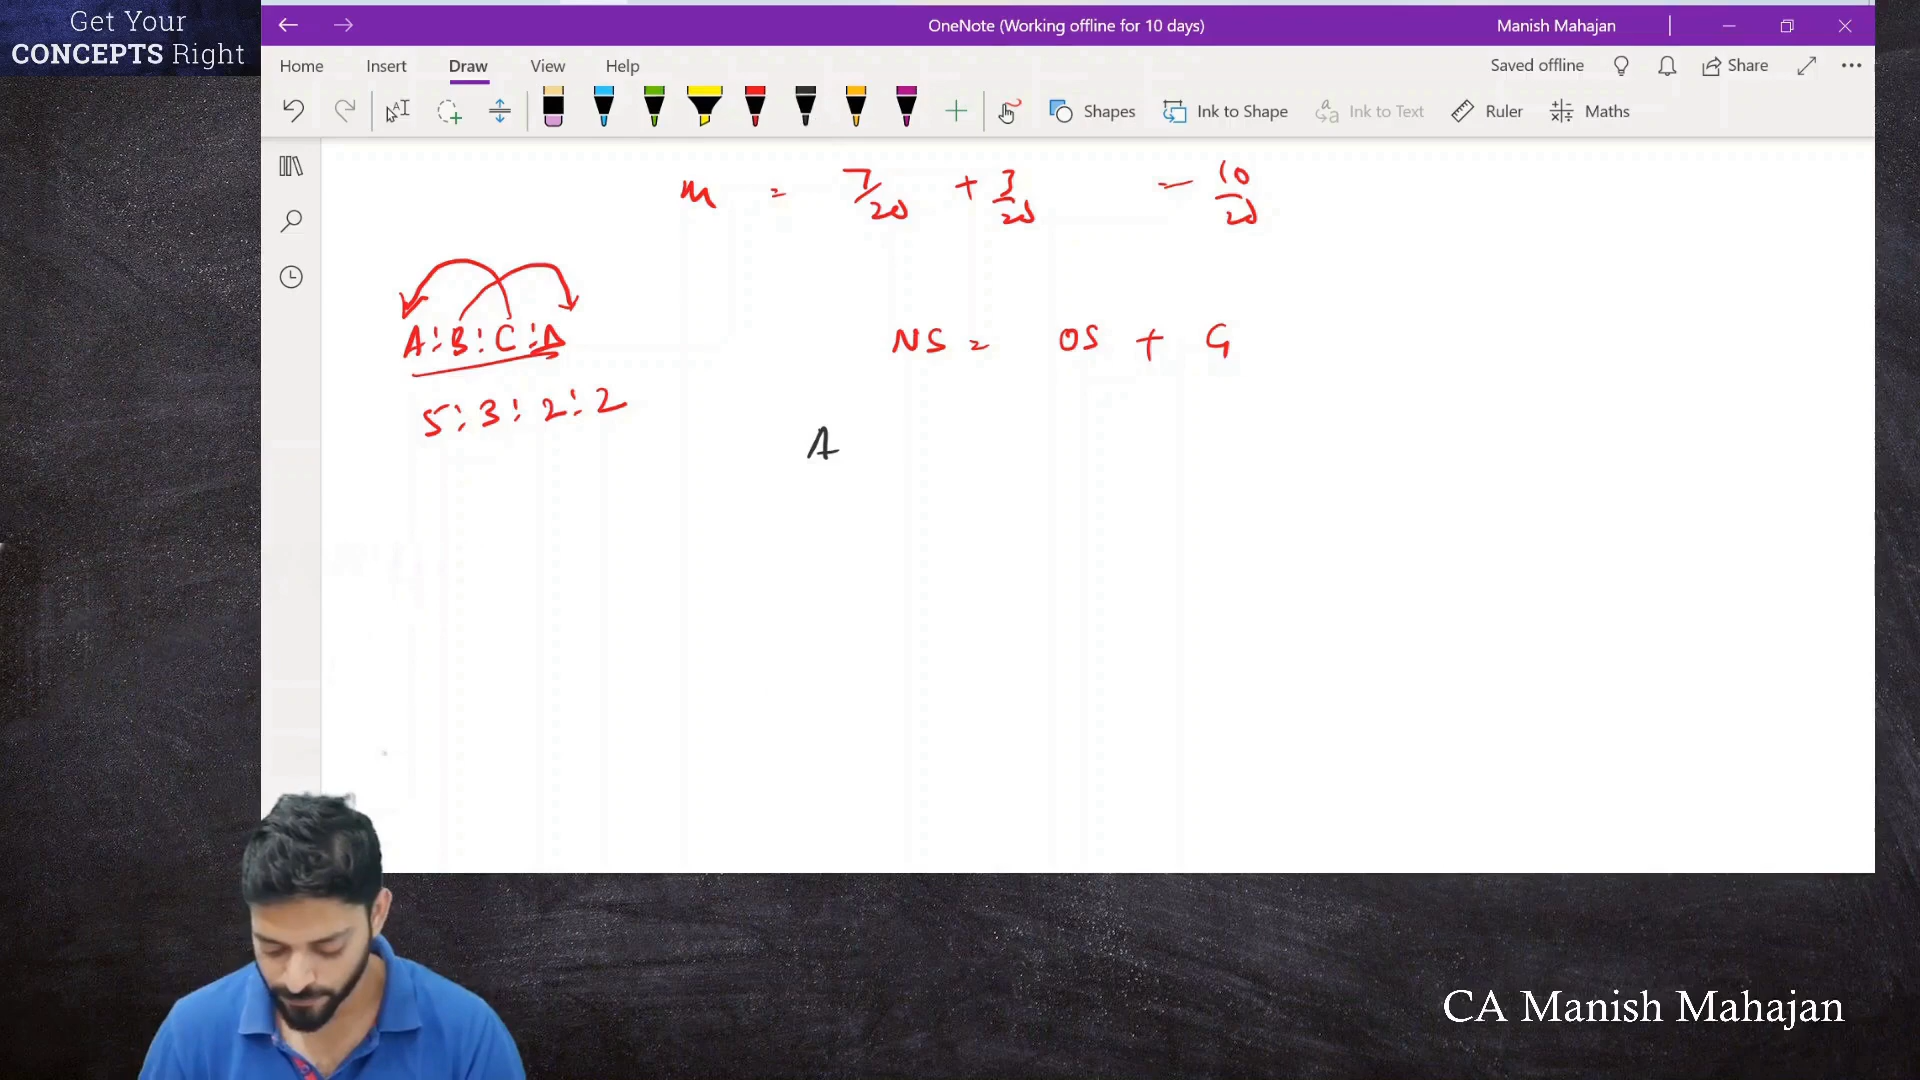 Get Your
CONCEPTS Right
OneNote (Working offline for 10 days)
Manish Mahajan
Home Insert Draw View Help
Saved offline Share
Shapes Ink to Shape Ink to Text Ruler Maths
m = 7/20 + 3/20 = 10/20
A:B:C:D
NS = OS + G
5:3:2:2
A
CA Manish Mahajan